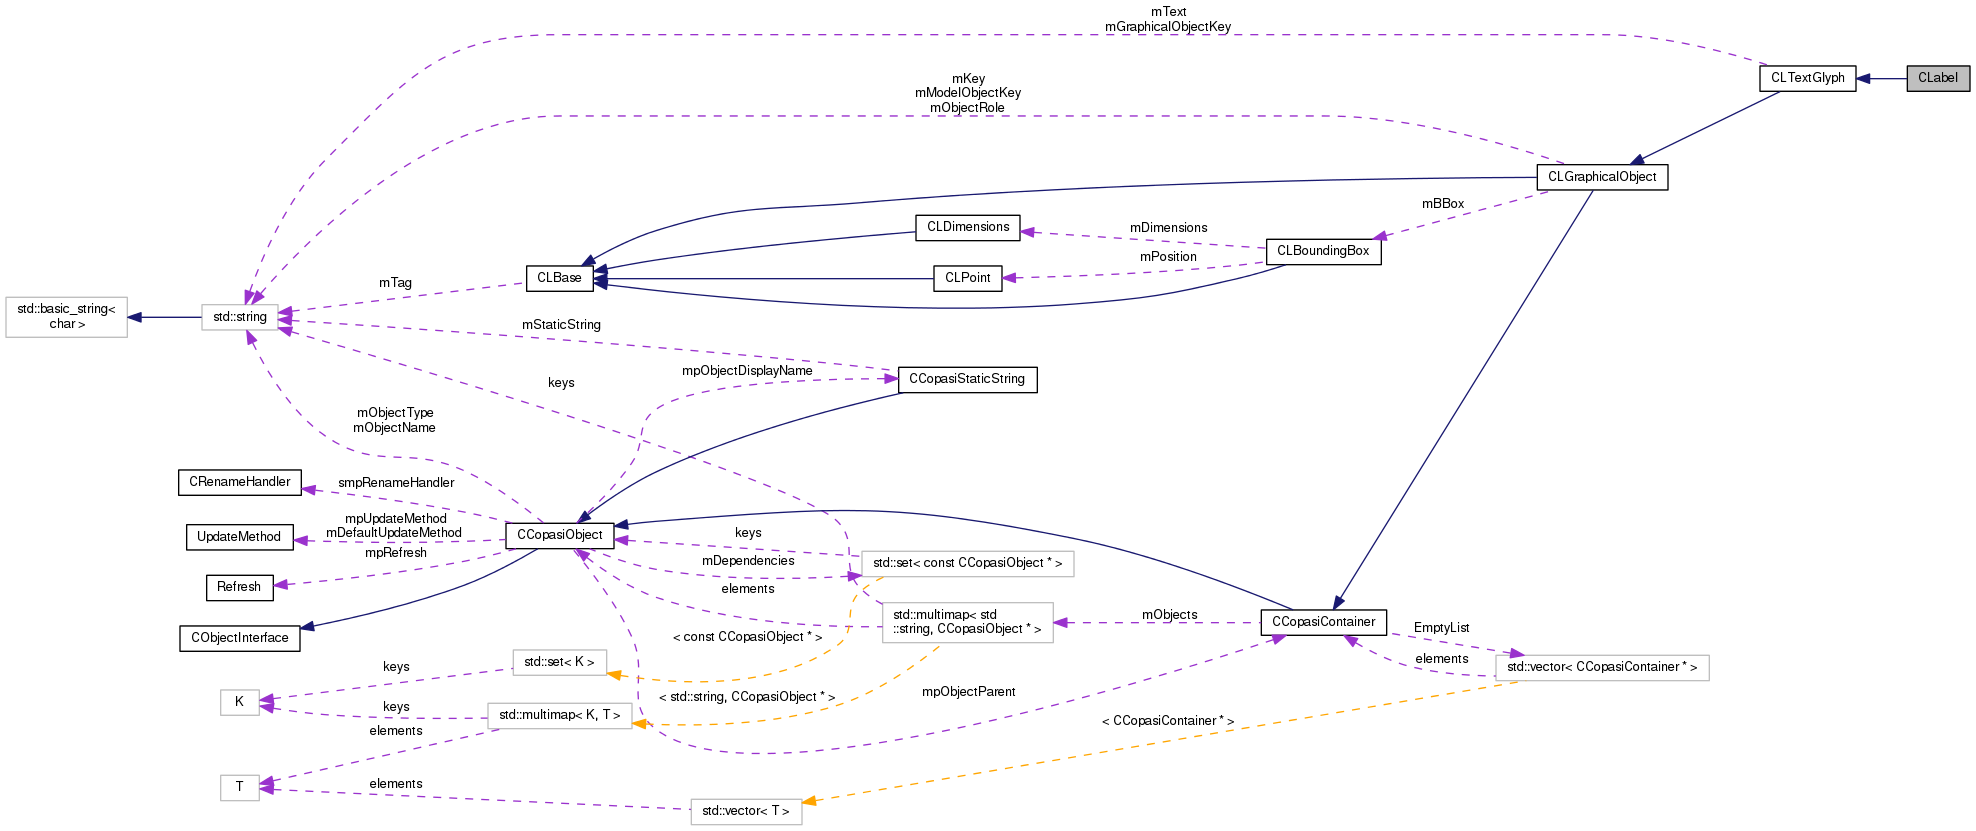 mText
mGraphicalObjectKey
CLTextGlyph
CLabel
mKey
mModelObjectKey
mObjectRole
CLGraphicalObject
mBBox
CLDimensions
mDimensions
CLBoundingBox
mPosition
CLBase
CLPoint
mTag
std::basic_string<
char >
std::string
mStaticString
mpObjectDisplayName
CCopasiStaticString
keys
mObjectType
mObjectName
CRenameHandler
smpRenameHandler
mpUpdateMethod
mDefaultUpdateMethod
UpdateMethod
CCopasiObject
keys
mpRefresh
mDependencies
std::set< const CCopasiObject * >
Refresh
elements
std::multimap< std
::string, CCopasiObject * >
mObjects
CCopasiContainer
EmptyList
CObjectInterface
< const CCopasiObject * >
elements
std::vector< CCopasiContainer * >
keys
std::set< K >
K
< std::string, CCopasiObject * >
mpObjectParent
keys
std::multimap< K, T >
< CCopasiContainer * >
elements
T
elements
std::vector< T >